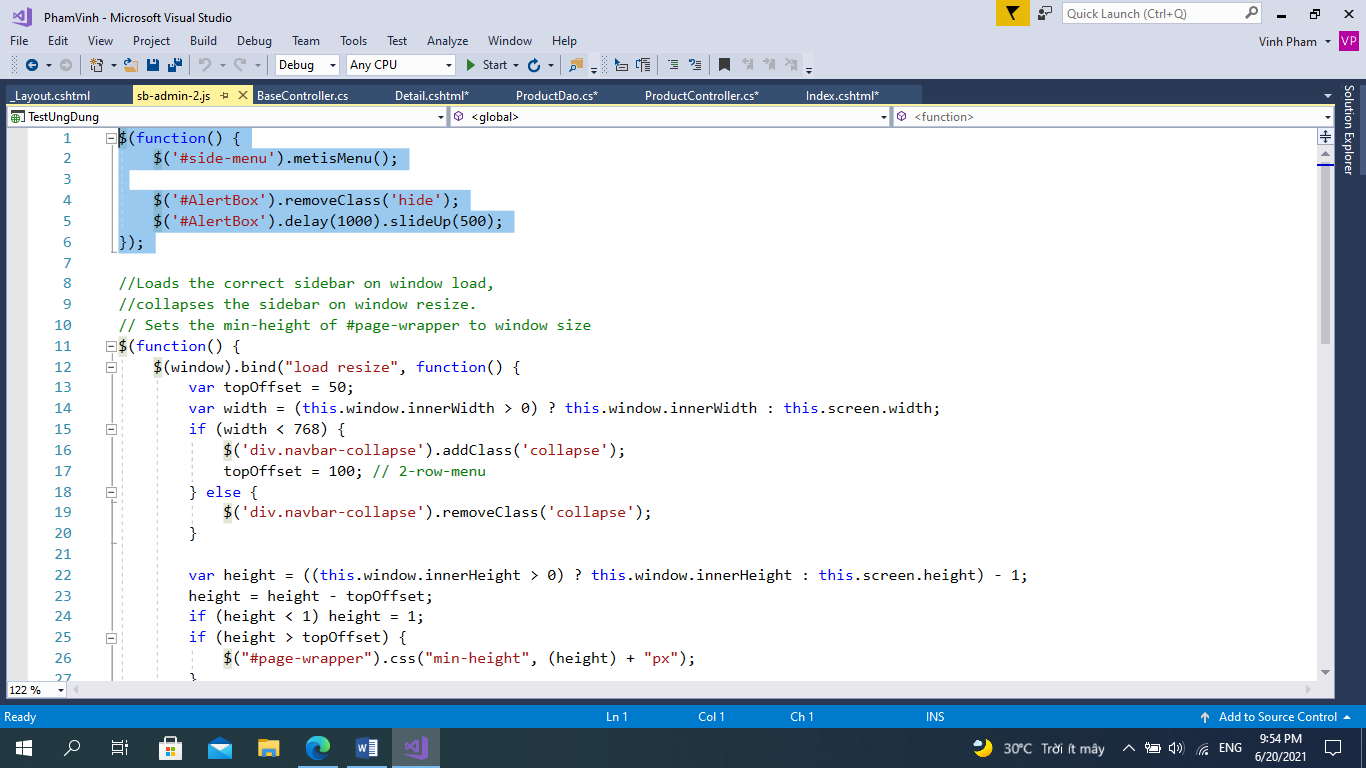 PhamVinh - Microsoft Visual Studio
Quick Launch (Ctrl+Q)
File Edit View Project Build Debug Team Tools Test Analyze Window Help
Vinh Pham VP
Debug Any CPU Start
_Layout.cshtml sb-admin-2.js BaseController.cs Detail.cshtml* ProductDao.cs* ProductController.cs* Index.cshtml*
Solution Explorer
TestUngDung <global> <function>
1 $(function() {
2 $('#side-menu').metisMenu();
3
4 $('#AlertBox').removeClass('hide');
5 $('#AlertBox').delay(1000).slideUp(500);
6 });
7
8 //Loads the correct sidebar on window load,
9 //collapses the sidebar on window resize.
10 // Sets the min-height of #page-wrapper to window size
11 $(function() {
12 $(window).bind("load resize", function() {
13 var topOffset = 50;
14 var width = (this.window.innerWidth > 0) ? this.window.innerWidth : this.screen.width;
15 if (width < 768) {
16 $('div.navbar-collapse').addClass('collapse');
17 topOffset = 100; // 2-row-menu
18 } else {
19 $('div.navbar-collapse').removeClass('collapse');
20 }
21
22 var height = ((this.window.innerHeight > 0) ? this.window.innerHeight : this.screen.height) - 1;
23 height = height - topOffset;
24 if (height < 1) height = 1;
25 if (height > topOffset) {
26 $("#page-wrapper").css("min-height", (height) + "px");
27 }
122 %
Ready Ln 1 Col 1 Ch 1 INS Add to Source Control
30°C Trời ít mây ENG 9:54 PM
6/20/2021